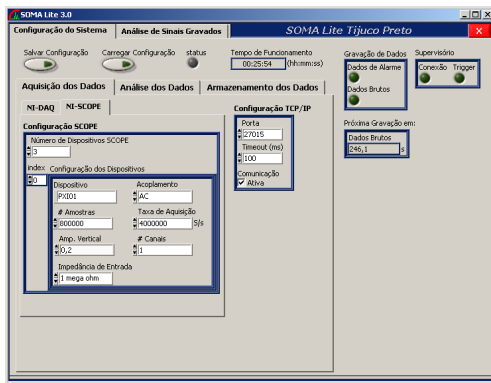 SOMA Lite 3.0
Configuração do Sistema
Análise de Sinais Gravados
SOMA Lite Tijuco Preto
X
Salvar Configuração
Carregar Configuração
status
Tempo de Funcionamento
00:25:54 (hh:mm:ss)
Gravação de Dados
Dados de Alarme
Dados Brutos
Supervisório
Conexão Trigger
Aquisição dos Dados
Análise dos Dados
Armazenamento dos Dados
NI-DAQ
NI-SCOPE
Configuração SCOPE
Número de Dispositivos SCOPE
3
index
0
Configuração dos Dispositivos
Dispositivo
PXI01
Acoplamento
AC
# Amostras
800000
Taxa de Aquisição
4000000 S/s
Amp. Vertical
0,2
# Canais
1
Impedância de Entrada
1 mega ohm
Configuração TCP/IP
Porta
27015
Timeout (ms)
100
Comunicação
Ativa
Próxima Gravação em:
Dados Brutos
246,1 s